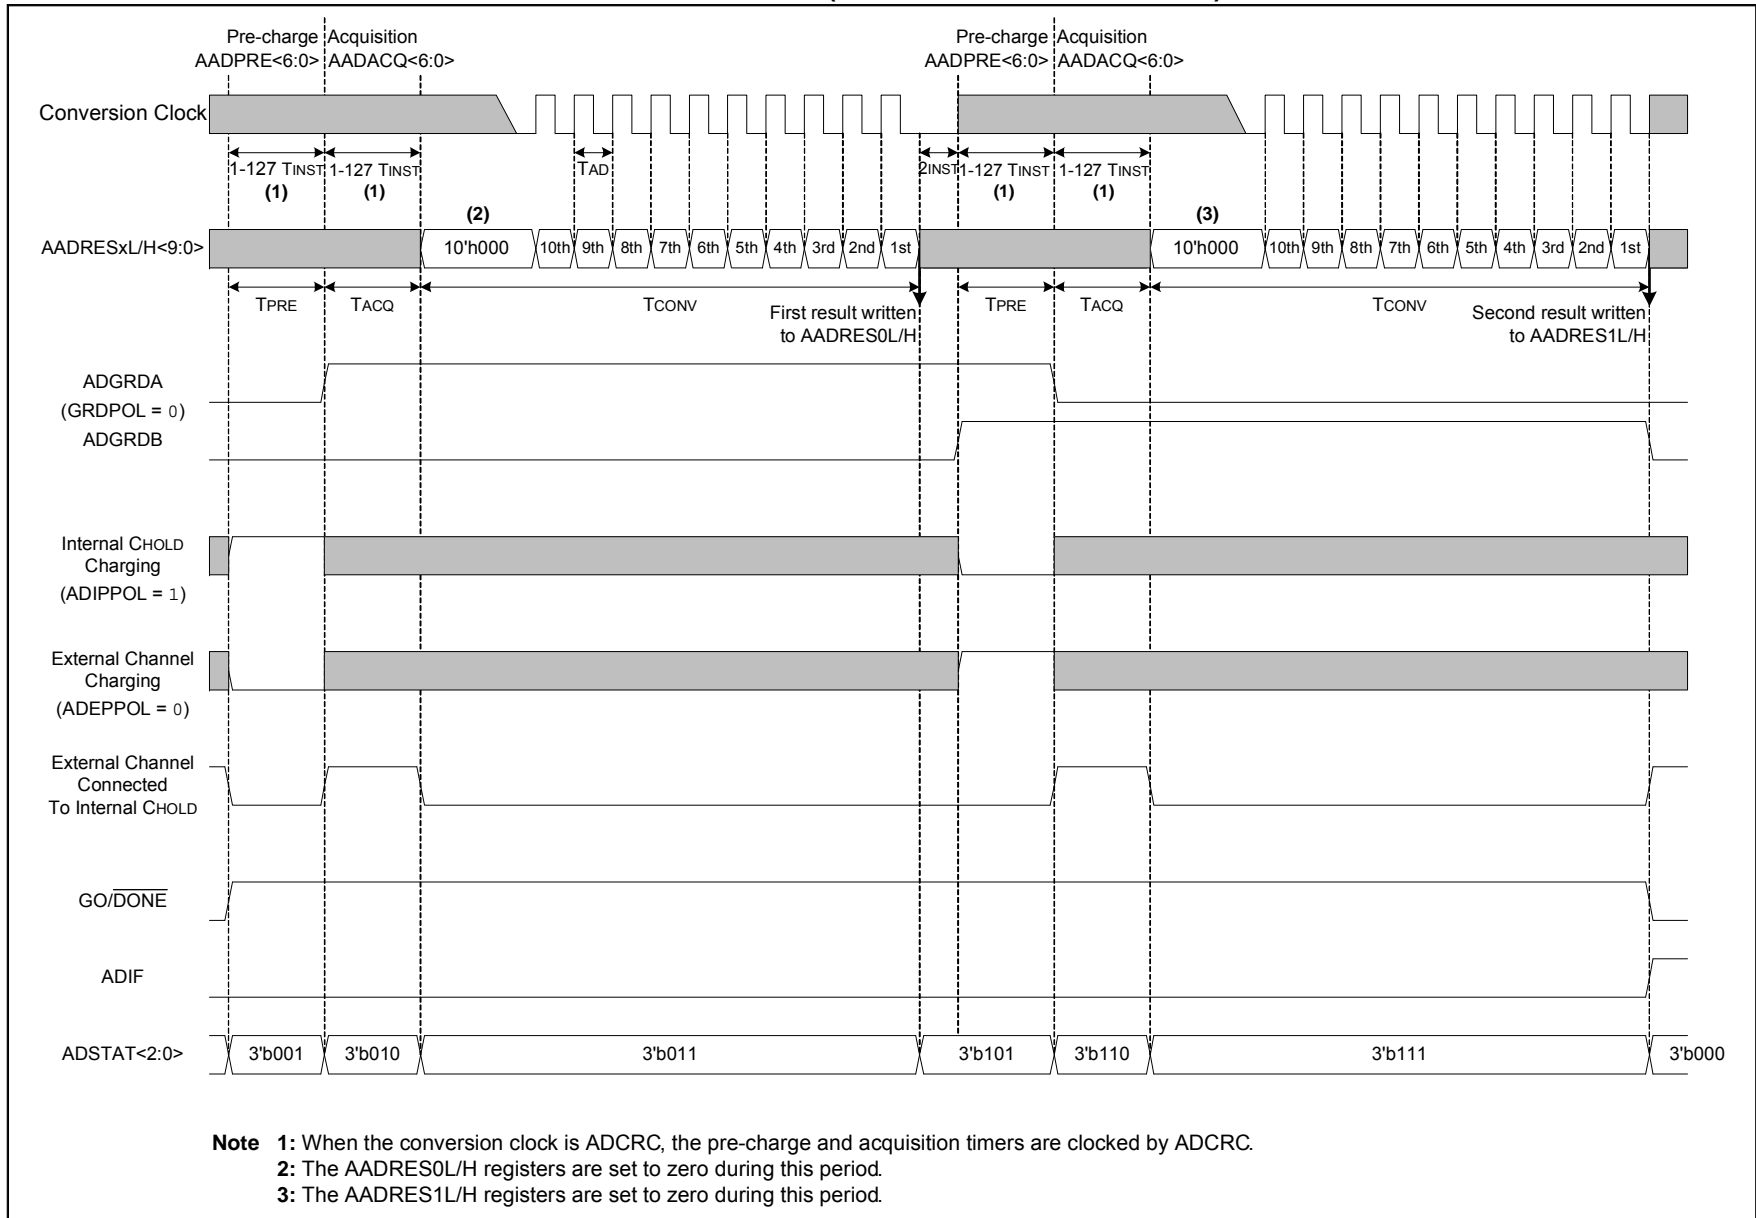 Pre-charge Acquisition Pre-charge Acquisition
AADPRE<6:0> AADACQ<6:0> AADPRE<6:0> AADACQ<6:0>
Conversion Clock
1-127 TINST 1-127 TINST TAD 2INST 1-127 TINST 1-127 TINST
(1) (1) (1) (1)
(2) (3)
AADRESxL/H<9:0> 10'h000 10th 9th 8th 7th 6th 5th 4th 3rd 2nd 1st 10'h000 10th 9th 8th 7th 6th 5th 4th 3rd 2nd 1st
TPRE TACQ TCONV TPRE TACQ TCONV
First result written Second result written
to AADRES0L/H to AADRES1L/H
ADGRDA
(GRDPOL = 0)
ADGRDB
Internal CHOLD
Charging
(ADIPPOL = 1)
External Channel
Charging
(ADEPPOL = 0)
External Channel
Connected
To Internal CHOLD
GO/DONE
ADIF
ADSTAT<2:0> 3'b001 3'b010 3'b011 3'b101 3'b110 3'b111 3'b000
Note 1: When the conversion clock is ADCRC, the pre-charge and acquisition timers are clocked by ADCRC.
2: The AADRES0L/H registers are set to zero during this period.
3: The AADRES1L/H registers are set to zero during this period.